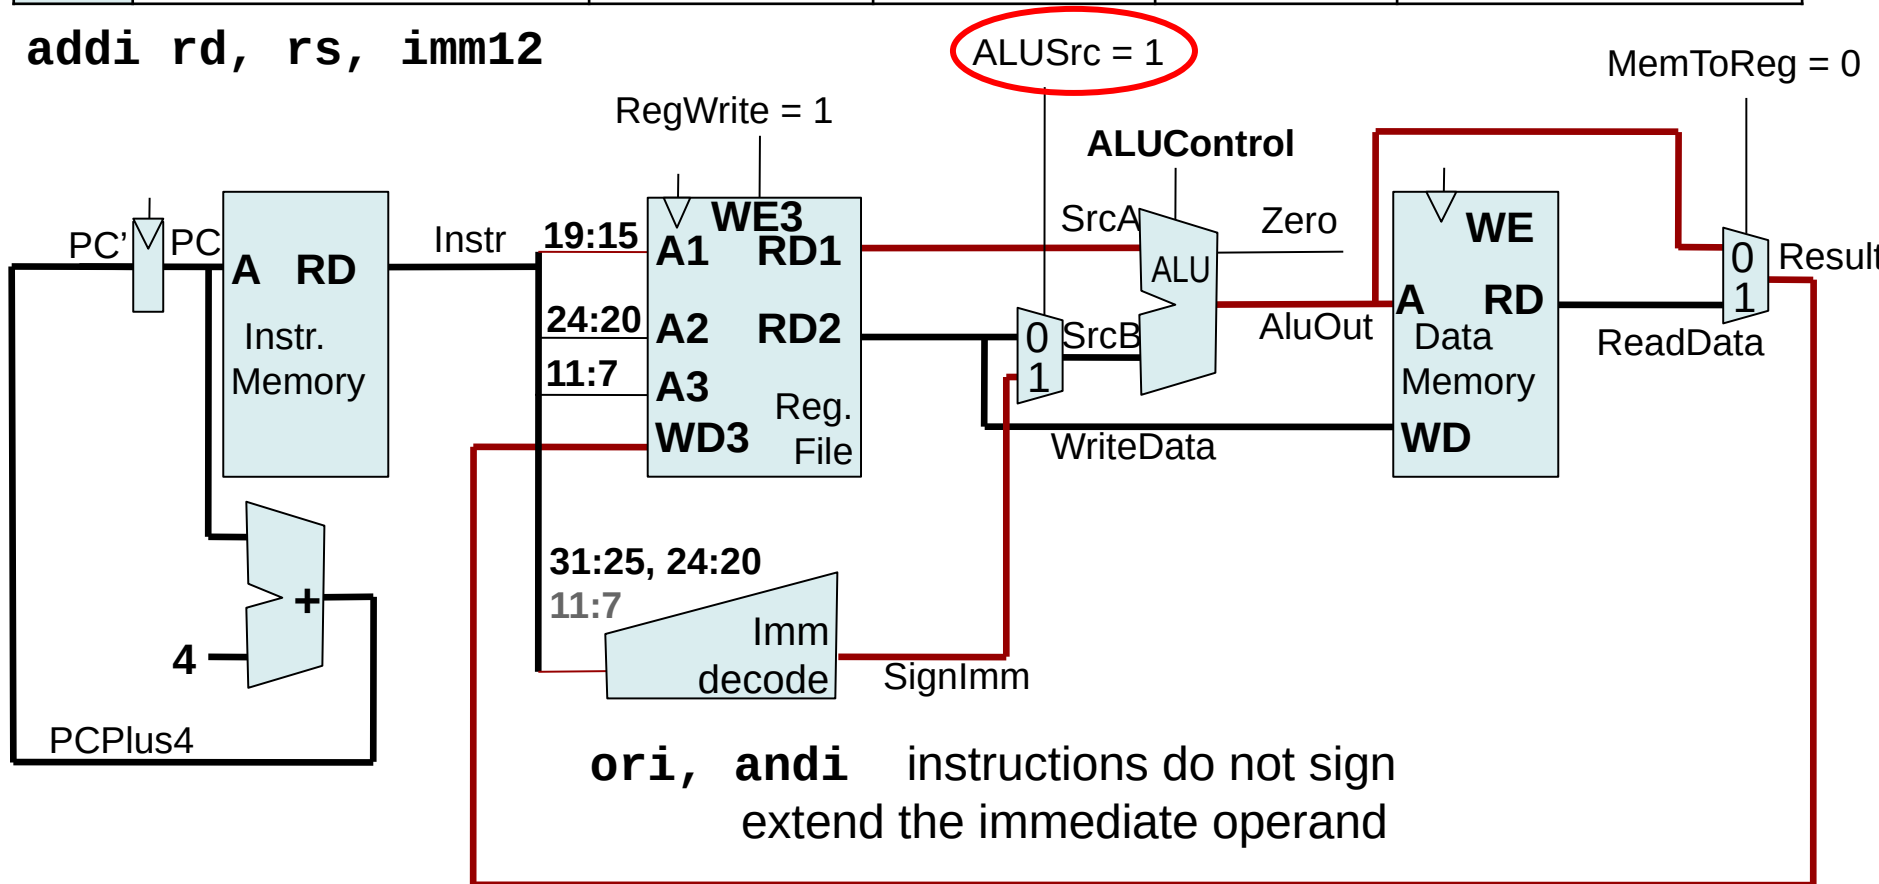 addi rd, rs, imm12
ALUSrc = 1
MemToReg = 0
RegWrite = 1
ALUControl
PC’
PC
A RD
Instr.
Memory
Instr
19:15
24:20
11:7
WE3
A1 RD1
A2 RD2
A3
WD3
Reg.
File
SrcA
0
1
SrcB
ALU
Zero
AluOut
WriteData
WE
A RD
Data
Memory
WD
ReadData
0
1
Result
+
4
PCPlus4
31:25, 24:20
11:7
Imm
decode
SignImm
ori, andi instructions do not sign
extend the immediate operand